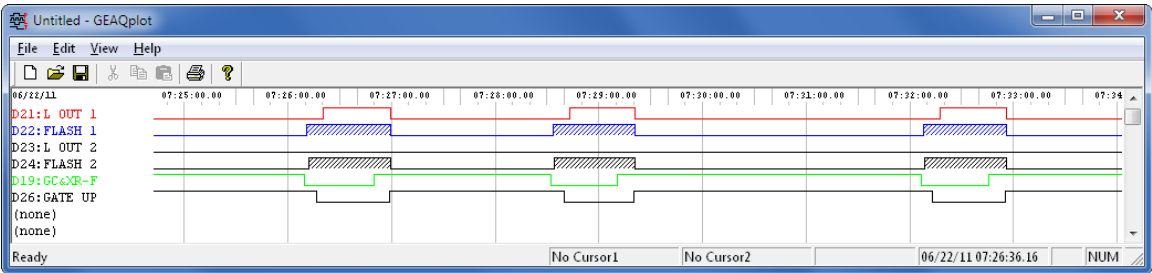 Untitled - GEAQplot
File Edit View Help
06/22/11 07:25:00.00 07:26:00.00 07:27:00.00 07:28:00.00 07:29:00.00 07:30:00.00 07:31:00.00 07:32:00.00 07:33:00.00 07:34
D21:L OUT 1
D22:FLASH 1
D23:L OUT 2
D24:FLASH 2
D19:GC&XR-F
D26:GATE UP
(none)
(none)
Ready No Cursor1 No Cursor2 06/22/11 07:26:36.16 NUM